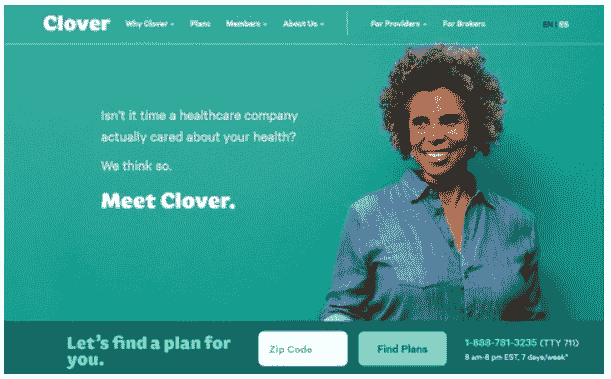 Clover
Why Clover
Plans
Members
About Us
For Providers
For Brokers
EN | ES
Isn't it time a healthcare company
actually cared about your health?
We think so.
Meet Clover.
Let's find a plan for
you.
Zip Code
Find Plans
1-888-781-3235 (TTY 711)
8 am-8 pm EST, 7 days/week*